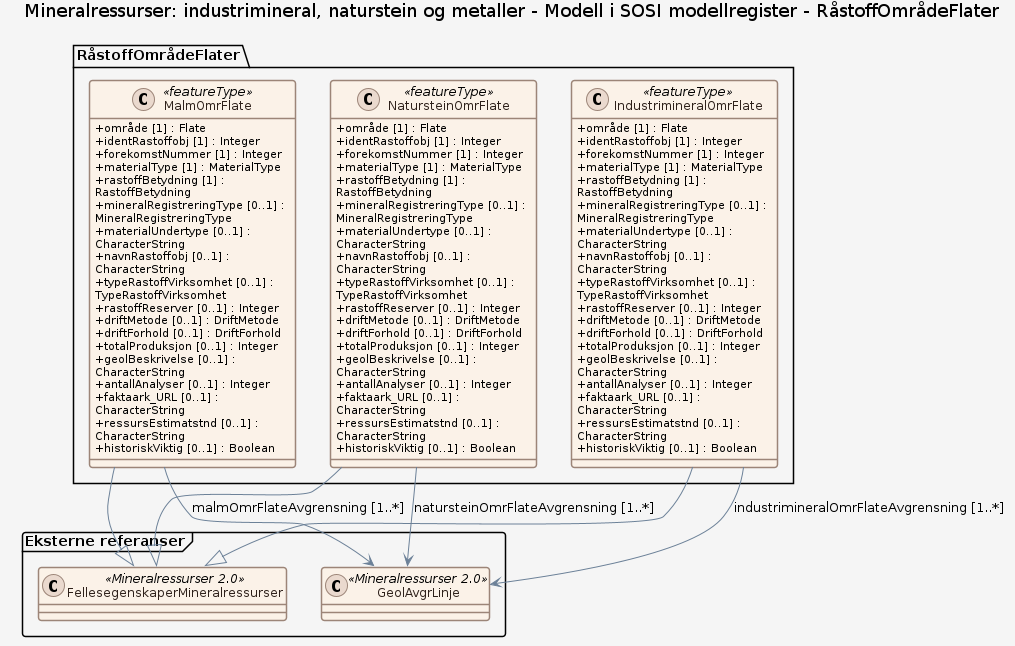 Mineralressurser: industrimineral, naturstein og metaller - Modell i SOSI modellregister - RåstoffOmrådeFlater
RåstoffOmrådeFlater
C
«featureType»
MalmOmrFlate
+område [1] : Flate
+identRastoffobj [1] : Integer
+forekomstNummer [1] : Integer
+materialType [1] : MaterialType
+rastoffBetydning [1] :
RastoffBetydning
+mineralRegistreringType [0..1] :
MineralRegistreringType
+materialUndertype [0..1] :
CharacterString
+navnRastoffobj [0..1] :
CharacterString
+typeRastoffVirksomhet [0..1] :
TypeRastoffVirksomhet
+rastoffReserver [0..1] : Integer
+driftMetode [0..1] : DriftMetode
+driftForhold [0..1] : DriftForhold
+totalProduksjon [0..1] : Integer
+geolBeskrivelse [0..1] :
CharacterString
+antallAnalyser [0..1] : Integer
+faktaark_URL [0..1] :
CharacterString
+ressursEstimatstnd [0..1] :
CharacterString
+historiskViktig [0..1] : Boolean
C
«featureType»
NatursteinOmrFlate
+område [1] : Flate
+identRastoffobj [1] : Integer
+forekomstNummer [1] : Integer
+materialType [1] : MaterialType
+rastoffBetydning [1] :
RastoffBetydning
+mineralRegistreringType [0..1] :
MineralRegistreringType
+materialUndertype [0..1] :
CharacterString
+navnRastoffobj [0..1] :
CharacterString
+typeRastoffVirksomhet [0..1] :
TypeRastoffVirksomhet
+rastoffReserver [0..1] : Integer
+driftMetode [0..1] : DriftMetode
+driftForhold [0..1] : DriftForhold
+totalProduksjon [0..1] : Integer
+geolBeskrivelse [0..1] :
CharacterString
+antallAnalyser [0..1] : Integer
+faktaark_URL [0..1] :
CharacterString
+ressursEstimatstnd [0..1] :
CharacterString
+historiskViktig [0..1] : Boolean
C
«featureType»
IndustrimineralOmrFlate
+område [1] : Flate
+identRastoffobj [1] : Integer
+forekomstNummer [1] : Integer
+materialType [1] : MaterialType
+rastoffBetydning [1] :
RastoffBetydning
+mineralRegistreringType [0..1] :
MineralRegistreringType
+materialUndertype [0..1] :
CharacterString
+navnRastoffobj [0..1] :
CharacterString
+typeRastoffVirksomhet [0..1] :
TypeRastoffVirksomhet
+rastoffReserver [0..1] : Integer
+driftMetode [0..1] : DriftMetode
+driftForhold [0..1] : DriftForhold
+totalProduksjon [0..1] : Integer
+geolBeskrivelse [0..1] :
CharacterString
+antallAnalyser [0..1] : Integer
+faktaark_URL [0..1] :
CharacterString
+ressursEstimatstnd [0..1] :
CharacterString
+historiskViktig [0..1] : Boolean
malmOmrFlateAvgrensning [1..*]
natursteinOmrFlateAvgrensning [1..*]
industrimineralOmrFlateAvgrensning [1..*]
Eksterne referanser
C
«Mineralressurser 2.0»
FellesegenskaperMineralressurser
C
«Mineralressurser 2.0»
GeolAvgrLinje